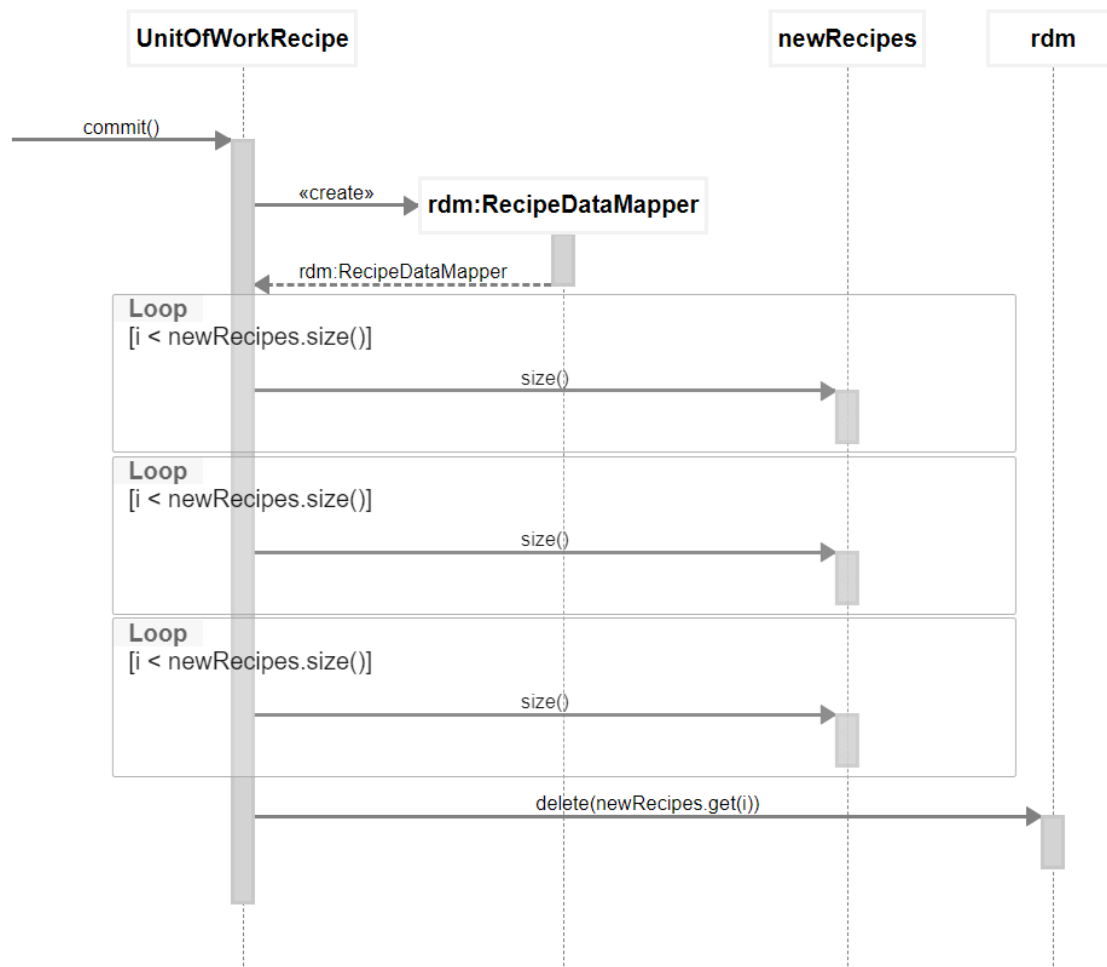 UnitOfWorkRecipe
newRecipes
rdm
commit()
«create»
rdm:RecipeDataMapper
rdm:RecipeDataMapper
Loop
[i < newRecipes.size()]
size()
Loop
[i < newRecipes.size()]
size()
Loop
[i < newRecipes.size()]
size()
delete(newRecipes.get(i))